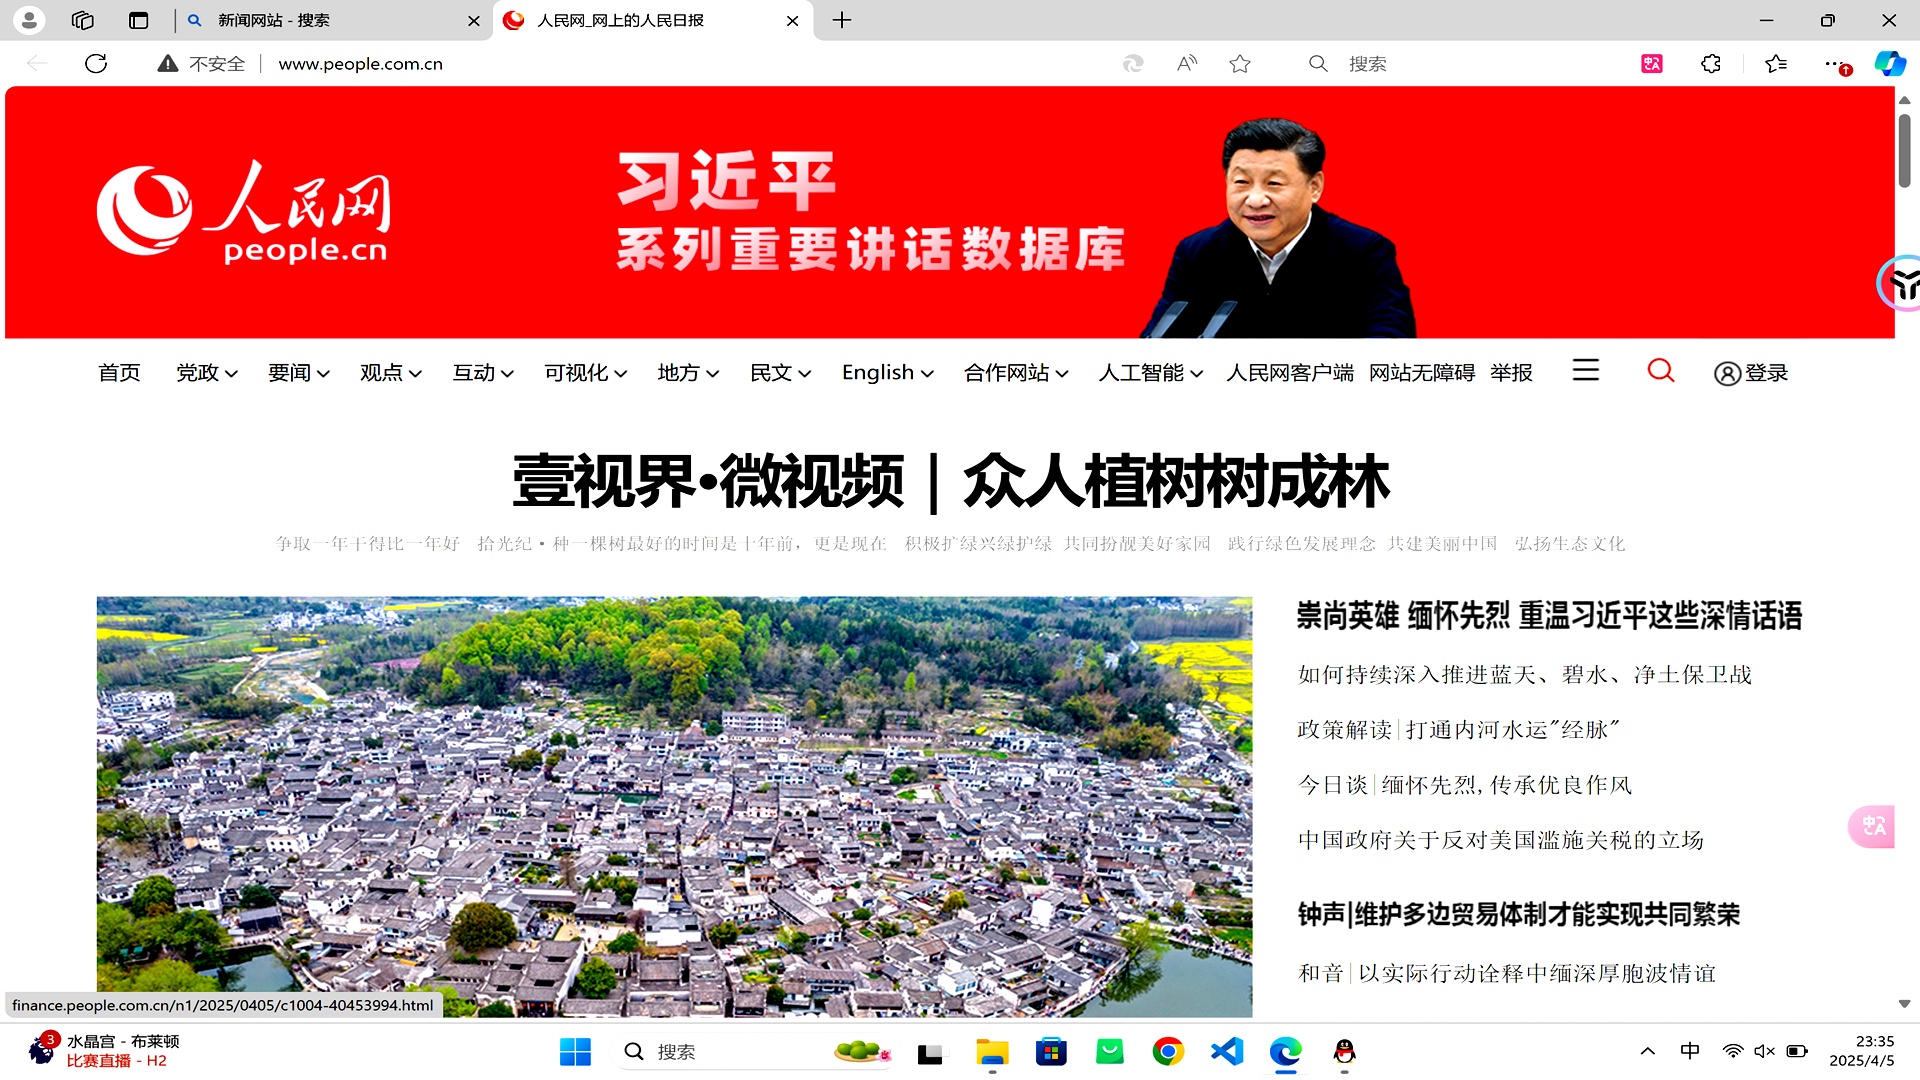 新闻网站 - 搜索
人民网_网上的人民日报
不安全
www.people.com.cn
搜索
人民网
people.cn
习近平
系列重要讲话数据库
首页 党政 要闻 观点 互动 可视化 地方 民文 English 合作网站 人工智能 人民网客户端 网站无障碍 举报 登录
壹视界·微视频｜众人植树树成林
争取一年干得比一年好 拾光纪·种一棵树最好的时间是十年前，更是现在 积极扩绿兴绿护绿 共同扮靓美好家园 践行绿色发展理念 共建美丽中国 弘扬生态文化
崇尚英雄 缅怀先烈 重温习近平这些深情话语
如何持续深入推进蓝天、碧水、净土保卫战
政策解读|打通内河水运"经脉"
今日谈|缅怀先烈,传承优良作风
中国政府关于反对美国滥施关税的立场
钟声|维护多边贸易体制才能实现共同繁荣
和音|以实际行动诠释中缅深厚胞波情谊
finance.people.com.cn/n1/2025/0405/c1004-40453994.html
3
水晶宫 - 布莱顿
比赛直播 - H2
搜索
中
23:35
2025/4/5